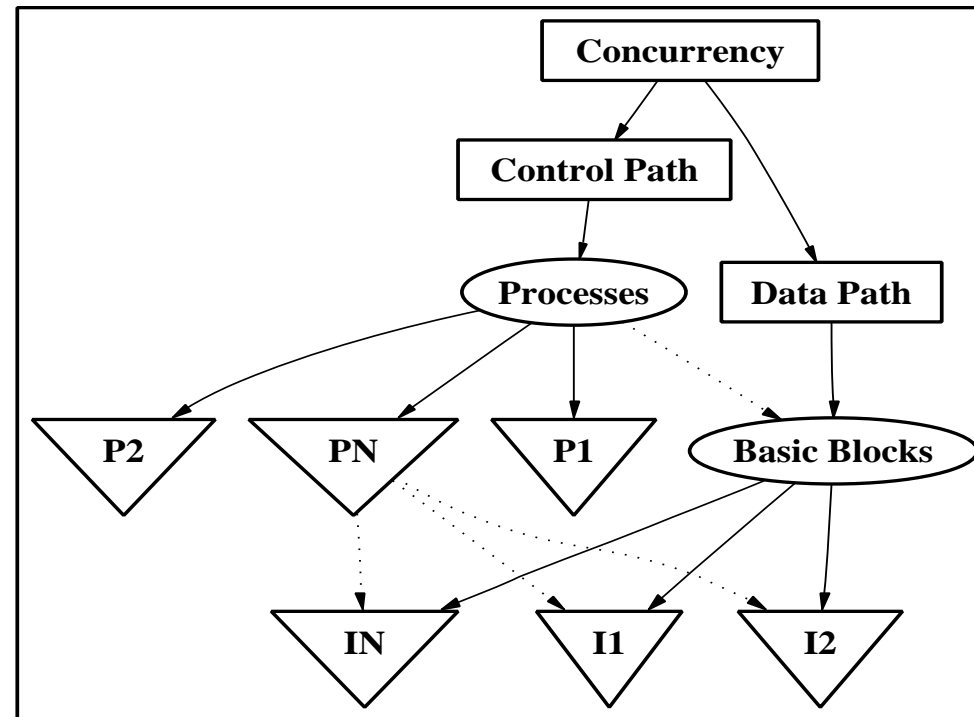 Concurrency
Control Path
Processes
Data Path
P2
PN
P1
Basic Blocks
IN
I1
I2